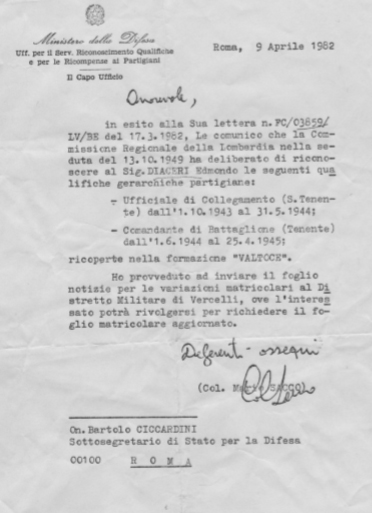 Ministero della Difesa
Uff. per il Serv. Riconoscimento Qualifiche
e per le Ricompense ai Partigiani
Il Capo Ufficio
Roma, 9 Aprile 1982
Onorevole,
in esito alla Sua lettera n.FC/03859/
LV/BE del 17.3.1982, Le comunico che la Com-
missione Regionale della Lombardia nella se-
duta del 13.10.1949 ha deliberato di ricono-
scere al Sig.DIACERI Edmondo le seguenti qua
lifiche gerarchiche partigiane:
- Ufficiale di Collegamento (S.Tenen-
te) dall'1.10.1943 al 31.5.1944;
- Comandante di Battaglione (Tenente)
dall'1.6.1944 al 25.4.1945;
ricoperte nella formazione "VALTOCE".
Ho provveduto ad inviare il foglio
notizie per le variazioni matricolari al Di
stretto Militare di Vercelli, ove l'interes
sato potrà rivolgersi per richiedere il fo-
glio matricolare aggiornato.
Deferenti ossequi
(Col. SACCO)
On.Bartolo CICCARDINI
Sottosegretario di Stato per la Difesa
00100 R O M A